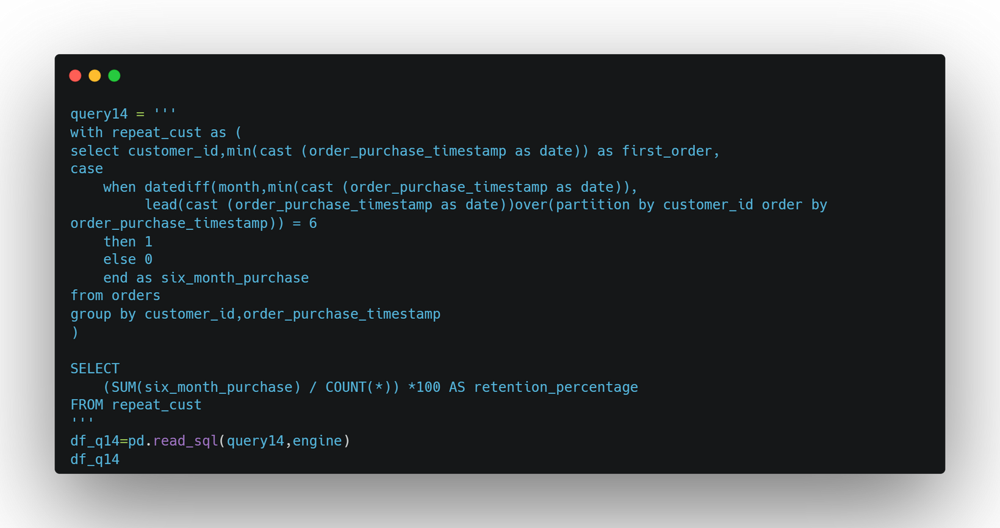 query14 = '''
with repeat_cust as (
select customer_id,min(cast (order_purchase_timestamp as date)) as first_order,
case
    when datediff(month,min(cast (order_purchase_timestamp as date)),
         lead(cast (order_purchase_timestamp as date))over(partition by customer_id order by
order_purchase_timestamp)) = 6
    then 1
    else 0
    end as six_month_purchase
from orders
group by customer_id,order_purchase_timestamp
)

SELECT
    (SUM(six_month_purchase) / COUNT(*)) *100 AS retention_percentage
FROM repeat_cust
'''
df_q14=pd.read_sql(query14,engine)
df_q14